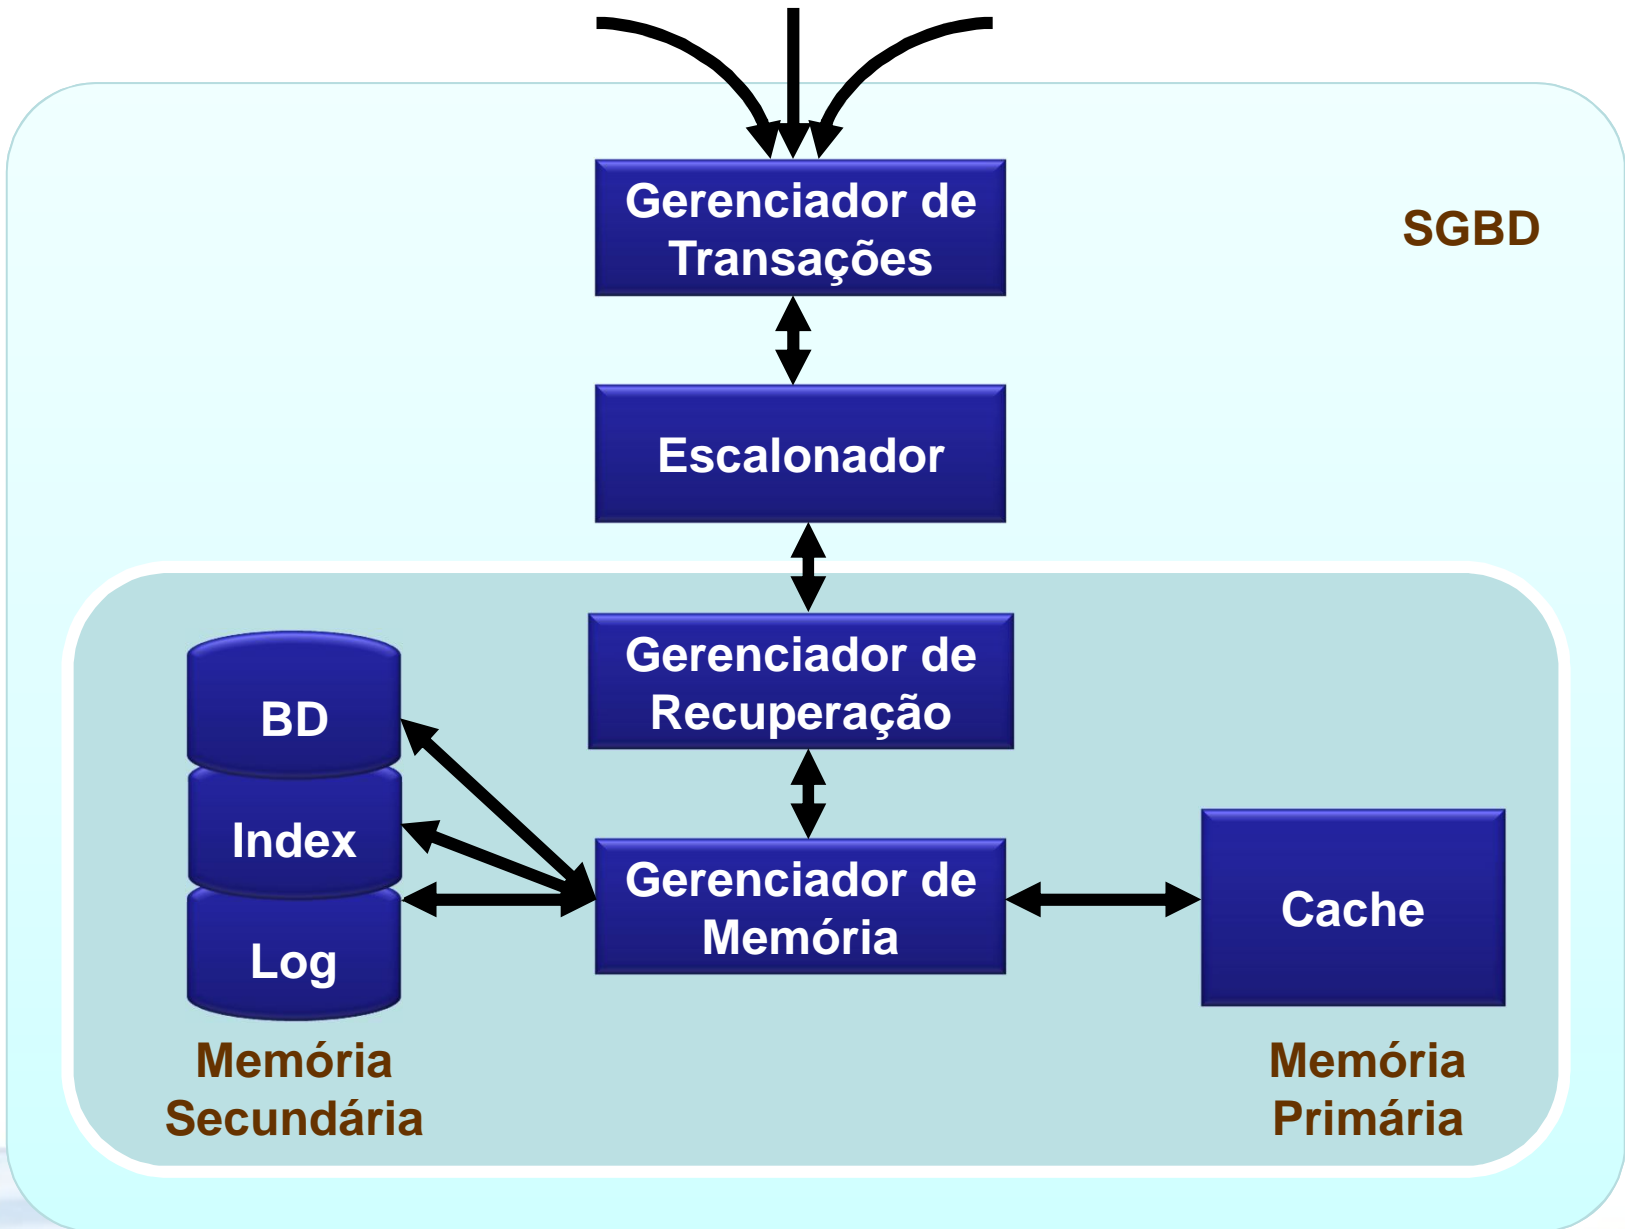 Gerenciador de
Transações
SGBD
Escalonador
Gerenciador de
Recuperação
BD
Index
Log
Gerenciador de
Memória
Cache
Memória
Secundária
Memória
Primária